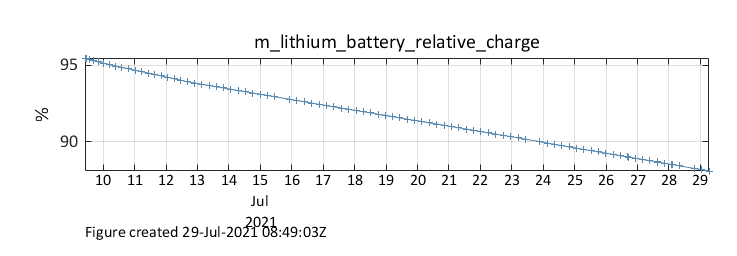 m_lithium_battery_relative_charge
95
90
%
10 11 12 13 14 15 16 17 18 19 20 21 22 23 24 25 26 27 28 29
Jul
2021
Figure created 29-Jul-2021 08:49:03Z